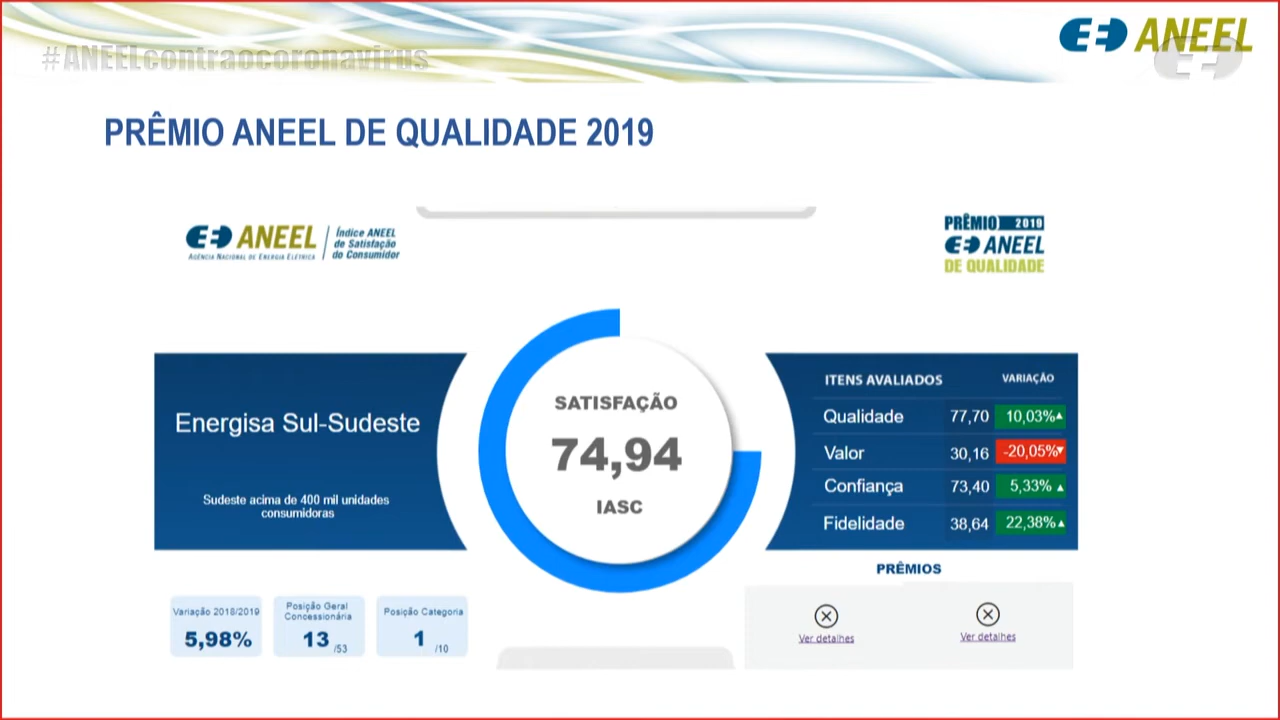 #ANEELcontraocoronavirus
ANEEL
PRÊMIO ANEEL DE QUALIDADE 2019
ANEEL
AGÊNCIA NACIONAL DE ENERGIA ELÉTRICA
Índice ANEEL
de Satisfação
do Consumidor
PRÊMIO 2019
ANEEL
DE QUALIDADE
Energisa Sul-Sudeste
Sudeste acima de 400 mil unidades
consumidoras
SATISFAÇÃO
74,94
IASC
ITENS AVALIADOS VARIAÇÃO
Qualidade 77,70 10,03%▲
Valor 30,16 -20,05%▼
Confiança 73,40 5,33% ▲
Fidelidade 38,64 22,38%▲
PRÊMIOS
Ver detalhes Ver detalhes
Variação 2018/2019
5,98%
Posição Geral
Concessionária
13 /53
Posição Categoria
1 /10